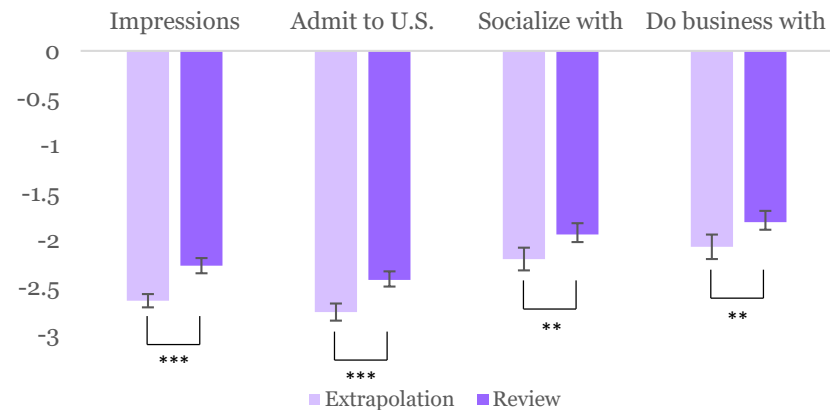 Impressions Admit to U.S. Socialize with Do business with
0
-0.5
-1
-1.5
-2
-2.5
-3
*** *** ** **
Extrapolation Review